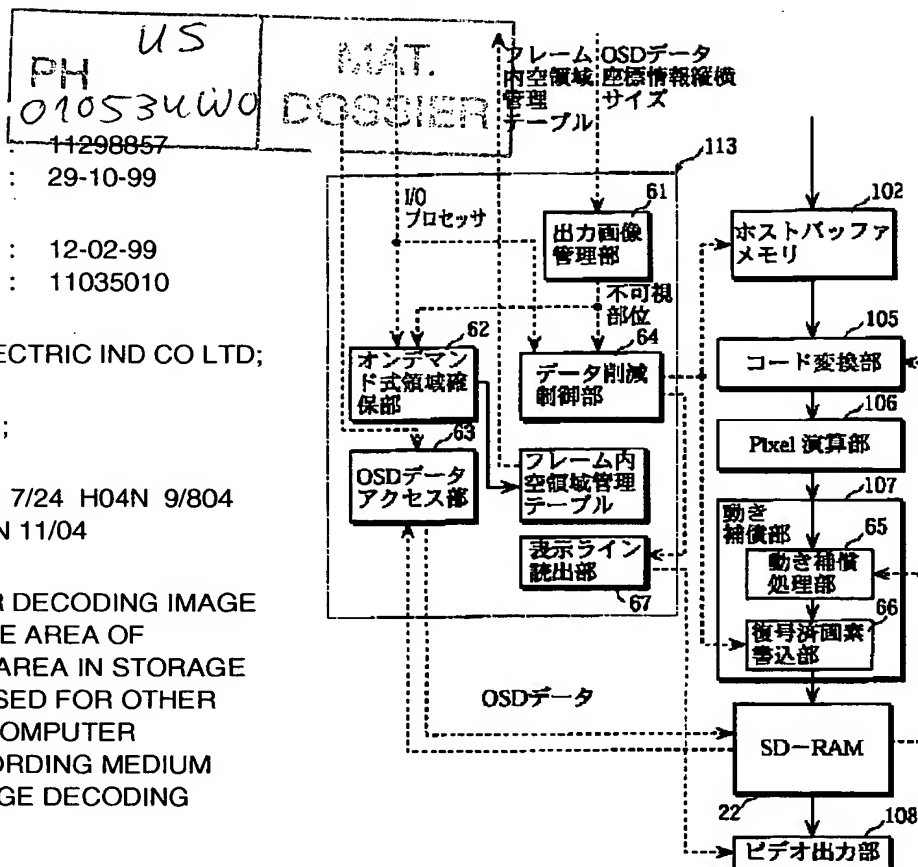 US
PH
010534WO
MAT.
DOSSIER
: 11298857
: 29-10-99
: 12-02-99
: 11035010
ECTRIC IND CO LTD;
;
7/24 H04N 9/804
N 11/04
R DECODING IMAGE
E AREA OF
AREA IN STORAGE
SED FOR OTHER
OMPUTER
ORDING MEDIUM
GE DECODING
フレーム
内空領域
管理
テーブル
OSDデータ
座標情報縦横
サイズ
113
I/O
プロセッサ
61
出力画像
管理部
不可視
部位
62
オンデマン
ド式領域確
保部
64
データ削減
制御部
63
OSDデータ
アクセス部
フレーム内
空領域管理
テーブル
表示ライン
読出部
67
102
ホストバッファ
メモリ
105
コード変換部
106
Pixel 演算部
107
動き
補償部
65
動き補償
処理部
66
復号済画素
書込部
OSDデータ
SD-RAM
22
108
ビデオ出力部